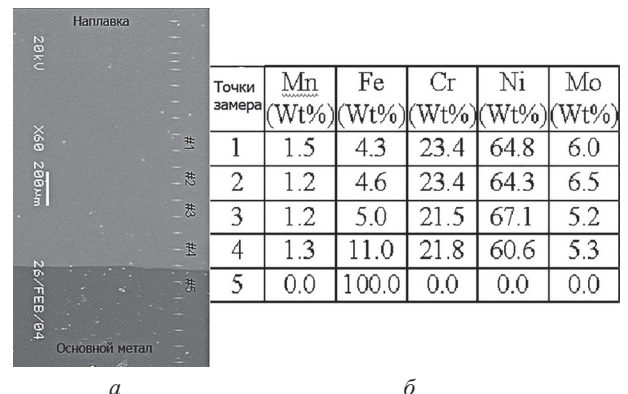 Наплавка
20kV X60 200µm 26/FEB/04
#1
#2
#3
#4
#5
Основной метал
Точки замера Mn (Wt%) Fe (Wt%) Cr (Wt%) Ni (Wt%) Mo (Wt%)
1 1.5 4.3 23.4 64.8 6.0
2 1.2 4.6 23.4 64.3 6.5
3 1.2 5.0 21.5 67.1 5.2
4 1.3 11.0 21.8 60.6 5.3
5 0.0 100.0 0.0 0.0 0.0
а б